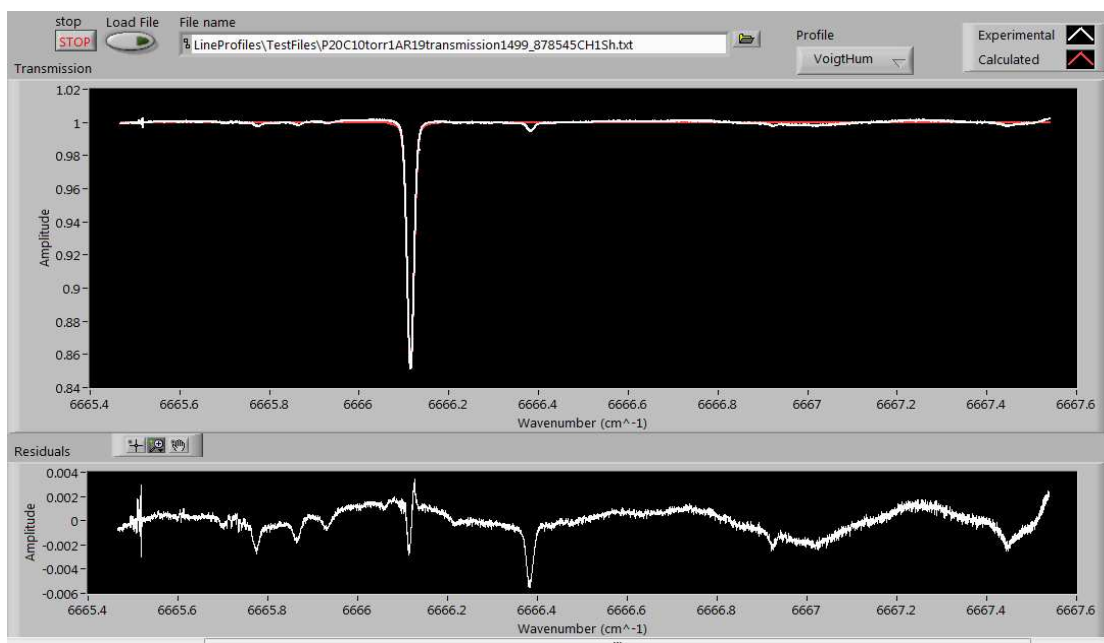 stop Load File File name
STOP LineProfiles\TestFiles\P20C10torr1AR19transmission1499_878545CH1Sh.txt
Profile
VoigtHum
Experimental
Calculated
Transmission
1.02
1
0.98
0.96
0.94
0.92
0.9
0.88
0.86
0.84
Amplitude
6665.4 6665.6 6665.8 6666 6666.2 6666.4 6666.6 6666.8 6667 6667.2 6667.4 6667.6
Wavenumber (cm^-1)
Residuals
0.004
0.002
0
-0.002
-0.004
-0.006
Amplitude
6665.4 6665.6 6665.8 6666 6666.2 6666.4 6666.6 6666.8 6667 6667.2 6667.4 6667.6
Wavenumber (cm^-1)